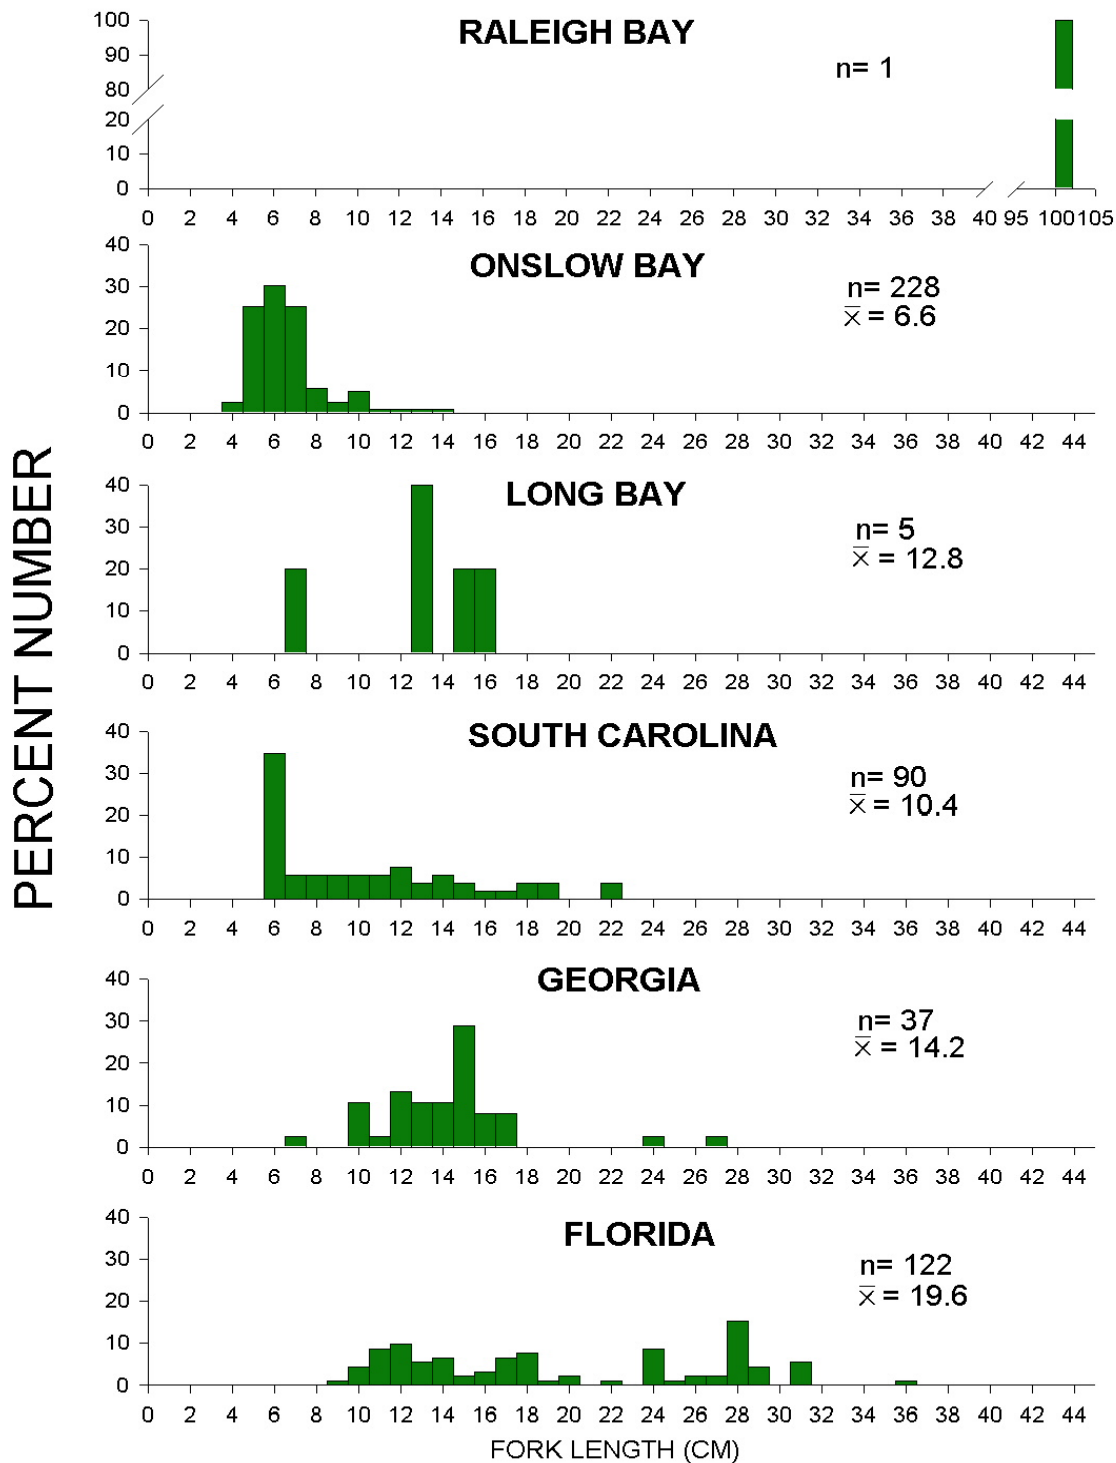 PERCENT NUMBER
RALEIGH BAY
n= 1
100
90
80
20
10
0
0 2 4 6 8 10 12 14 16 18 20 22 24 26 28 30 32 34 36 38 40 95 100 105
ONSLOW BAY
n= 228
x̅ = 6.6
40
30
20
10
0
0 2 4 6 8 10 12 14 16 18 20 22 24 26 28 30 32 34 36 38 40 42 44
LONG BAY
n= 5
x̅ = 12.8
40
30
20
10
0
0 2 4 6 8 10 12 14 16 18 20 22 24 26 28 30 32 34 36 38 40 42 44
SOUTH CAROLINA
n= 90
x̅ = 10.4
40
30
20
10
0
0 2 4 6 8 10 12 14 16 18 20 22 24 26 28 30 32 34 36 38 40 42 44
GEORGIA
n= 37
x̅ = 14.2
40
30
20
10
0
0 2 4 6 8 10 12 14 16 18 20 22 24 26 28 30 32 34 36 38 40 42 44
FLORIDA
n= 122
x̅ = 19.6
40
30
20
10
0
0 2 4 6 8 10 12 14 16 18 20 22 24 26 28 30 32 34 36 38 40 42 44
FORK LENGTH (CM)